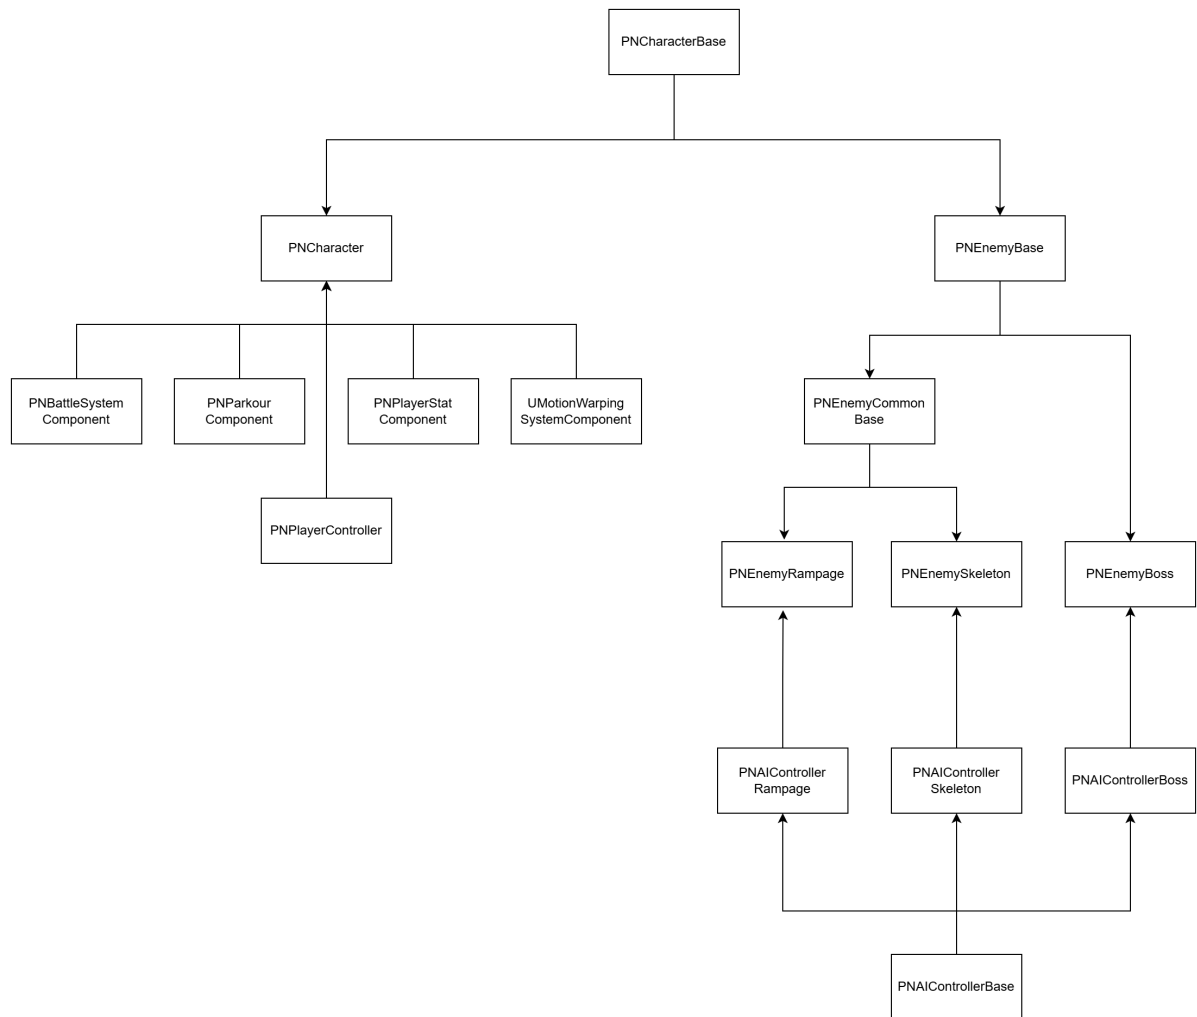 PNCharacterBase
PNCharacter
PNEnemyBase
PNBattleSystem
Component
PNParkour
Component
PNPlayerStat
Component
UMotionWarping
SystemComponent
PNEnemyCommon
Base
PNPlayerController
PNEnemyRampage
PNEnemySkeleton
PNEnemyBoss
PNAIController
Rampage
PNAIController
Skeleton
PNAIControllerBoss
PNAIControllerBase